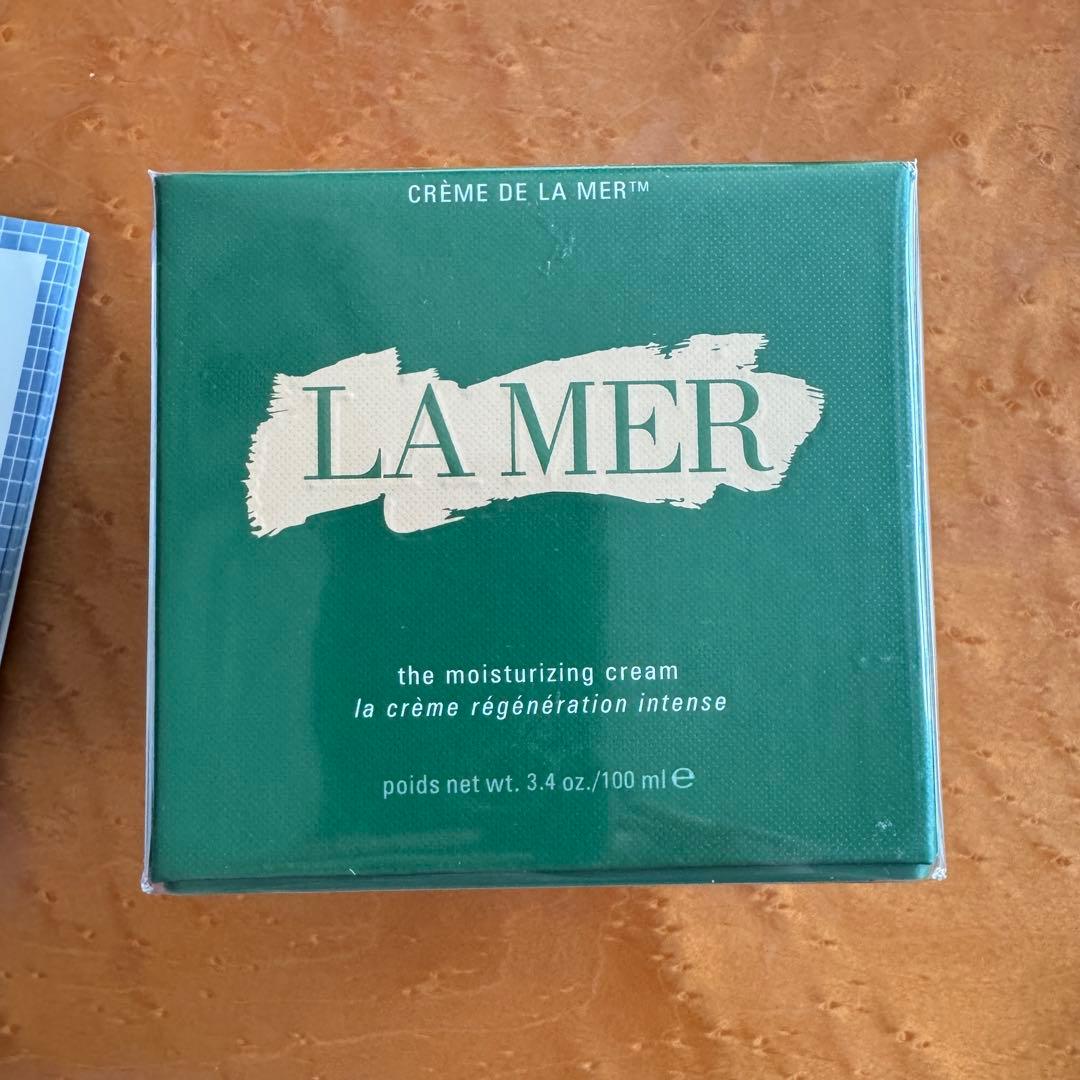 CRÈME DE LA MER™
LA MER
the moisturizing cream
la crème régénération intense
poids net wt. 3.4 oz./100 ml ℮